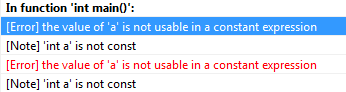 In function 'int main()':
[Error] the value of 'a' is not usable in a constant expression
[Note] 'int a' is not const
[Error] the value of 'a' is not usable in a constant expression
[Note] 'int a' is not const